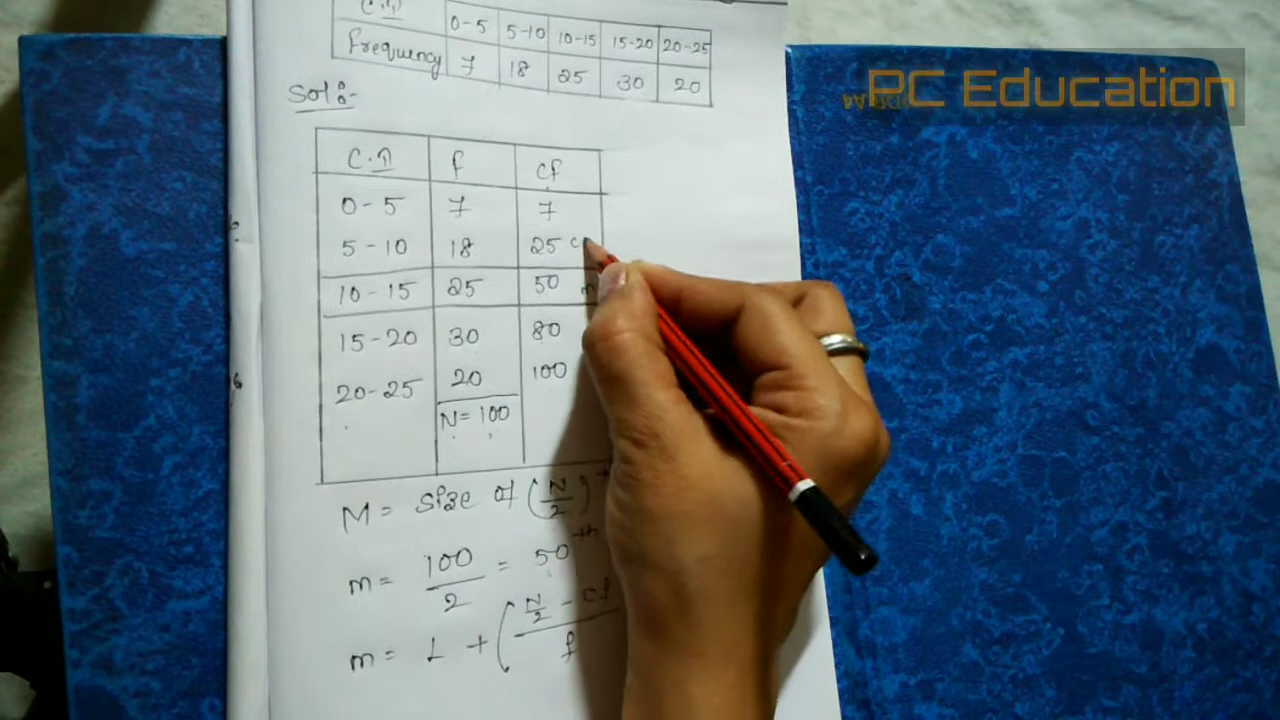 C.I 0-5 5-10 10-15 15-20 20-25
Frequency 7 18 25 30 20
Sol:-
C.I f cf
0-5 7 7
5-10 18 25 c
10-15 25 50
15-20 30 80
20-25 20 100
N= 100
M= Size of (N/2)
m= 100/2 = 50th
m= L + (N/2 - cf / f
PC Education